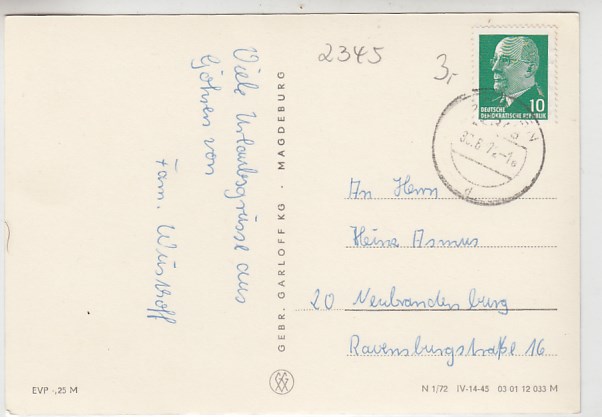 Viele Urlaubsgrüsse aus
Göhren von
Fam. Wüsthoff
2345
3,-
GEBR. GARLOFF KG · MAGDEBURG
10
DEUTSCHE
DEMOKRATISCHE REPUBLIK
An Herrn
Heinz Asmus
20 Neubrandenburg
Ravensburgstraße 16
EVP -,25 M
N 1/72 IV-14-45 03 01 12 033 M